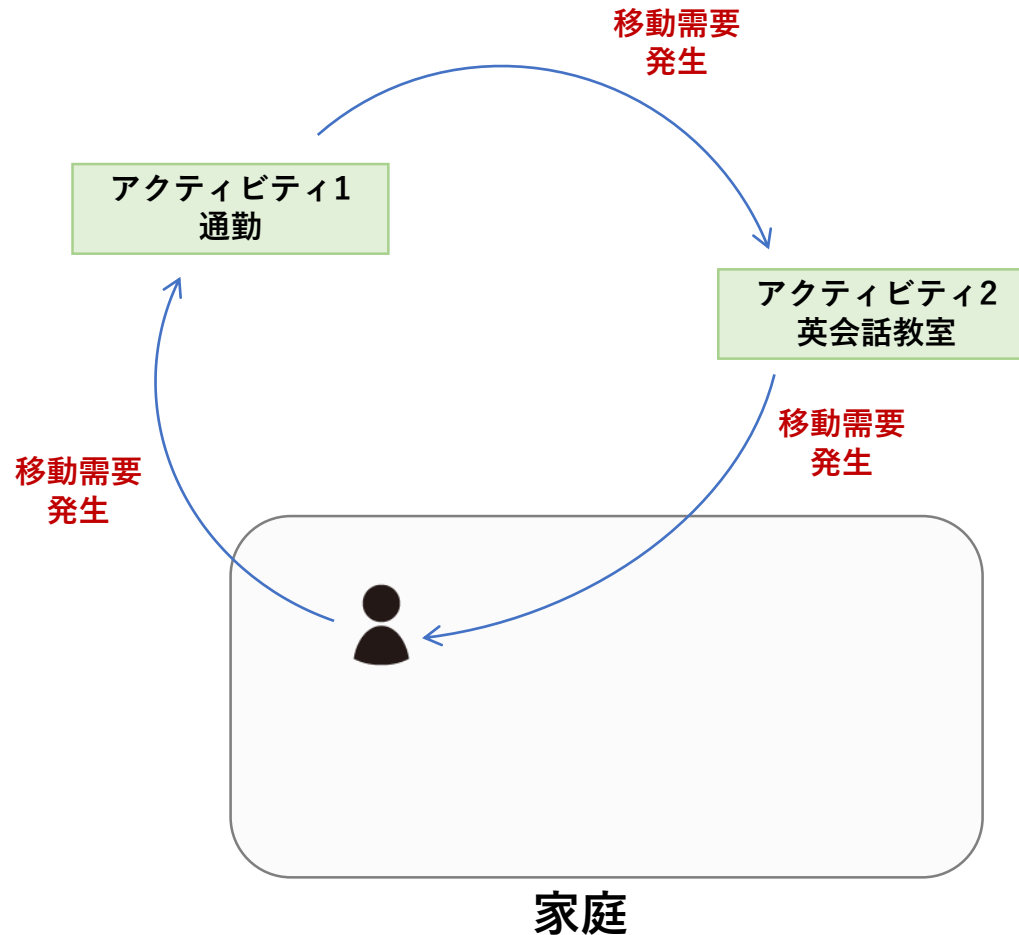 移動需要
発生
アクティビティ1
通勤
アクティビティ2
英会話教室
移動需要
発生
移動需要
発生
家庭